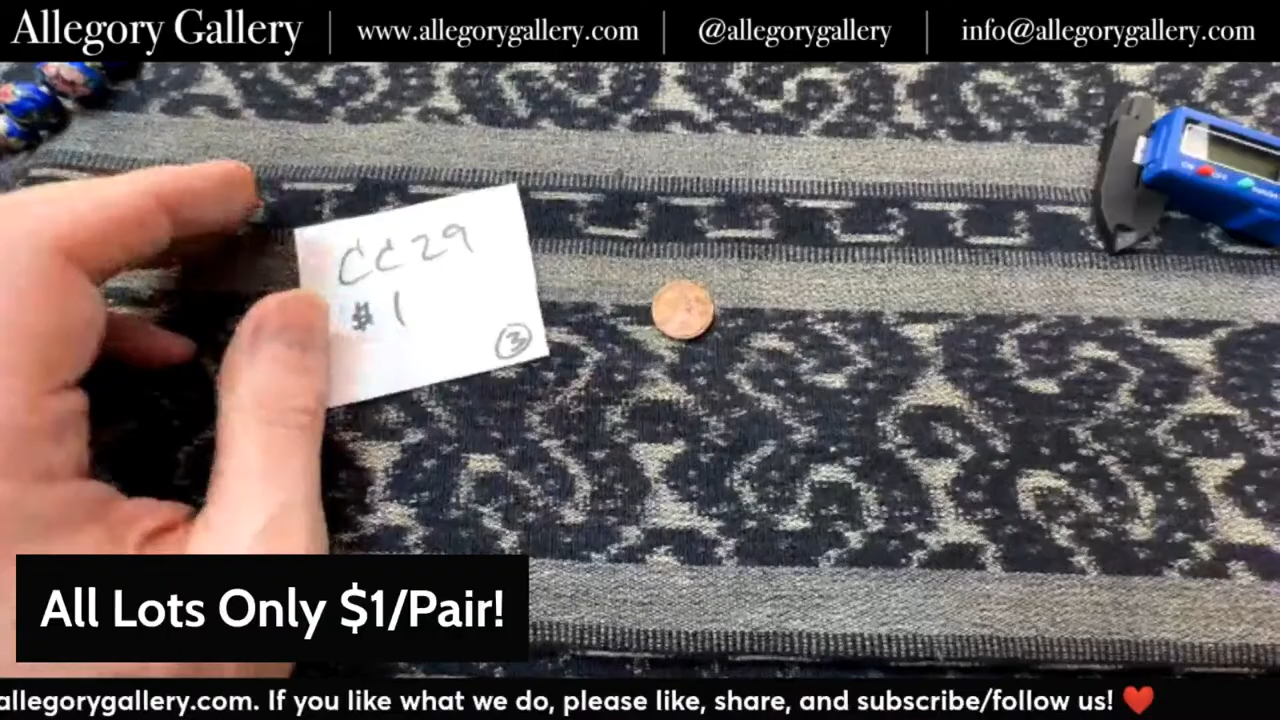 Allegory Gallery
www.allegorygallery.com
@allegorygallery
info@allegorygallery.com
CC29
#1
3
All Lots Only $1/Pair!
allegorygallery.com. If you like what we do, please like, share, and subscribe/follow us! ❤️